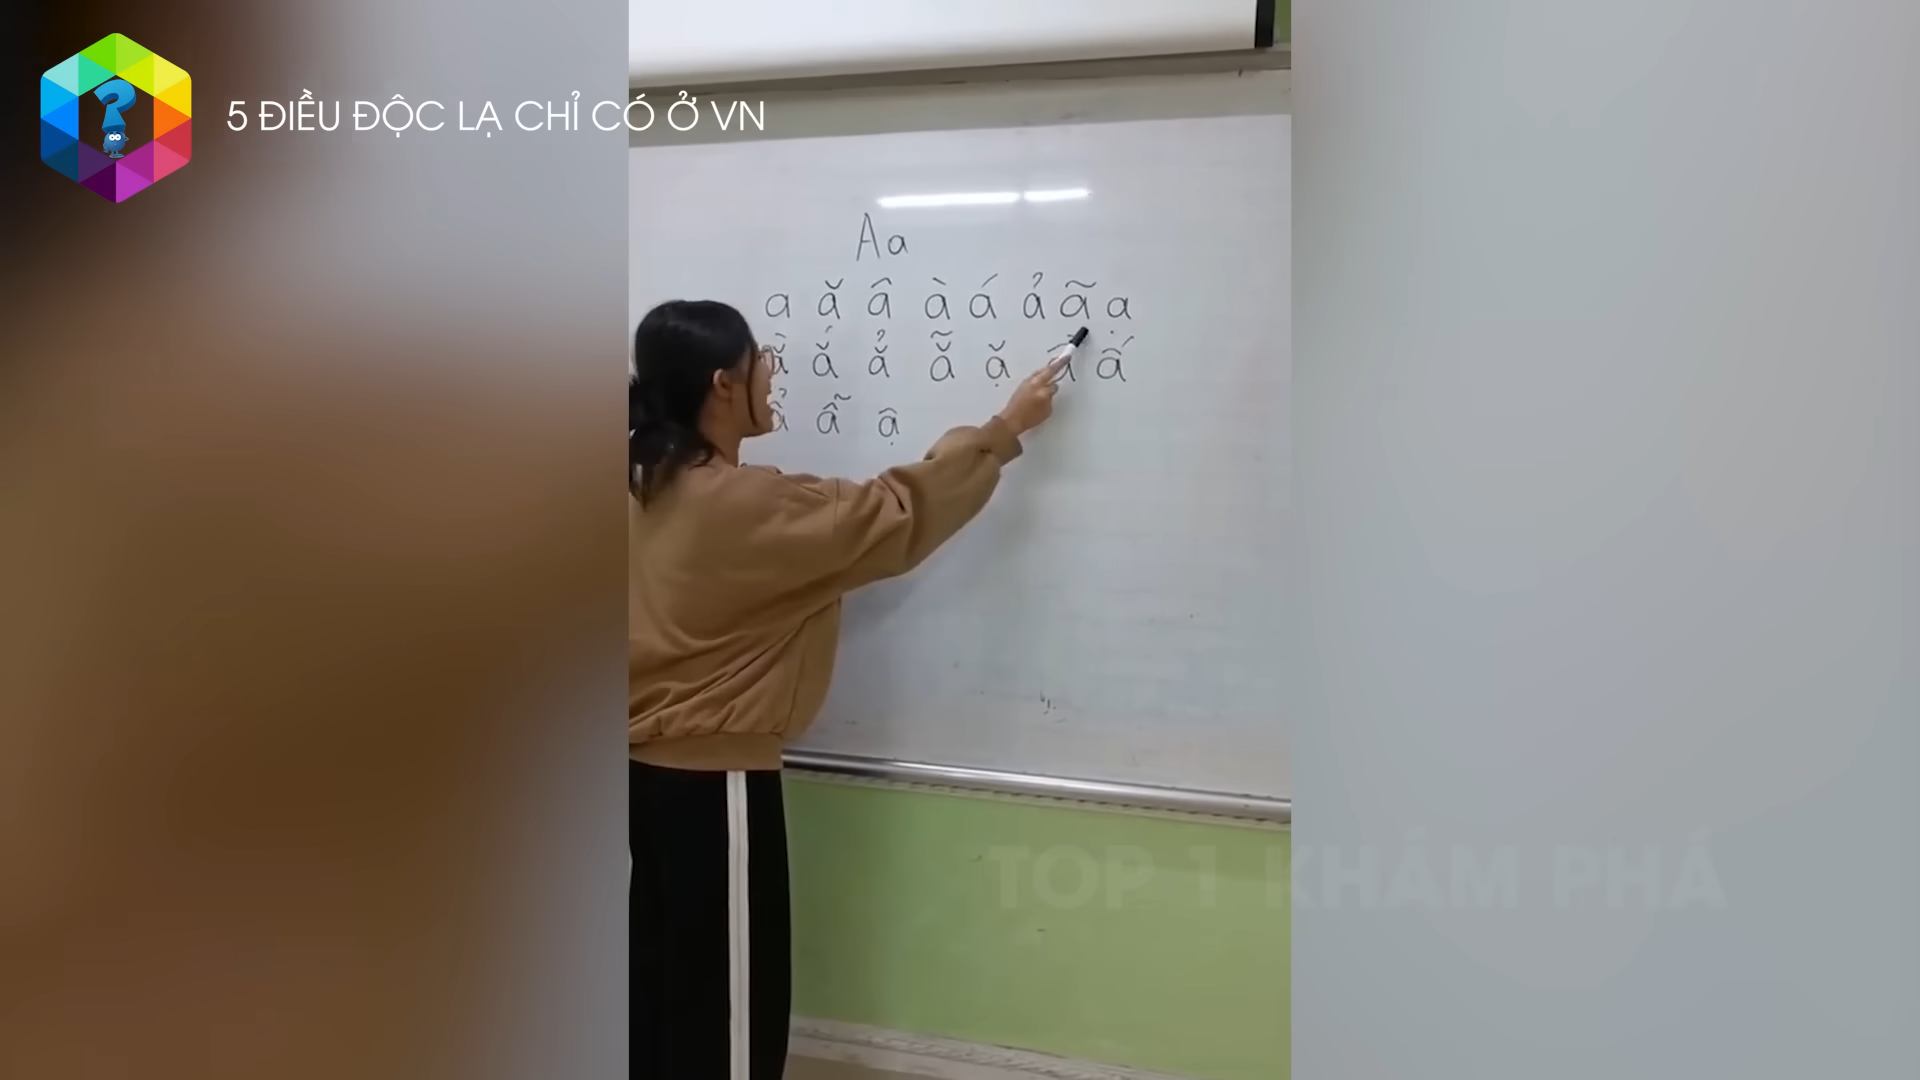 5 ĐIỀU ĐỘC LẠ CHỈ CÓ Ở VN
Aa
a ă â à á ả ã ạ
ằ ắ ẳ ẵ ặ ầ ấ
ẩ ẫ ậ
TOP 1 KHÁM PHÁ